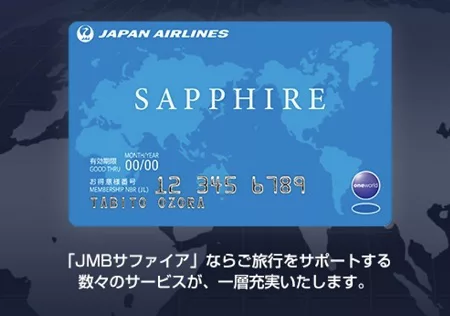 JAL
JAPAN AIRLINES
SAPPHIRE
有効期限 MONTH/YEAR
GOOD THRU 00/00
お得意様番号
MEMBERSHIP NBR (JL) 12 345 6789
TABITO OZORA
oneworld
「JMBサファイア」ならご旅行をサポートする
数々のサービスが、一層充実いたします。